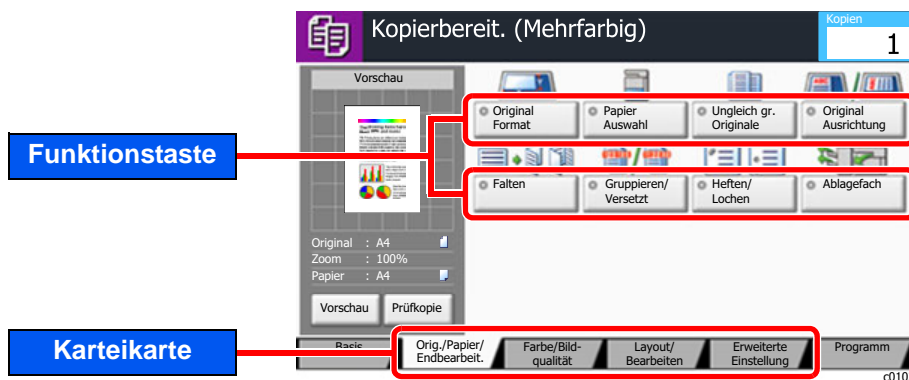 Kopierbereit. (Mehrfarbig)
Kopien
1
Vorschau
Original
Format
Papier
Auswahl
Ungleich gr.
Originale
Original
Ausrichtung
Funktionstaste
Falten
Gruppieren/
Versetzt
Heften/
Lochen
Ablagefach
Original : A4
Zoom : 100%
Papier : A4
Vorschau
Prüfkopie
Karteikarte
Basis
Orig./Papier/
Endbearbeit.
Farbe/Bild-
qualität
Layout/
Bearbeiten
Erweiterte
Einstellung
Programm
c010